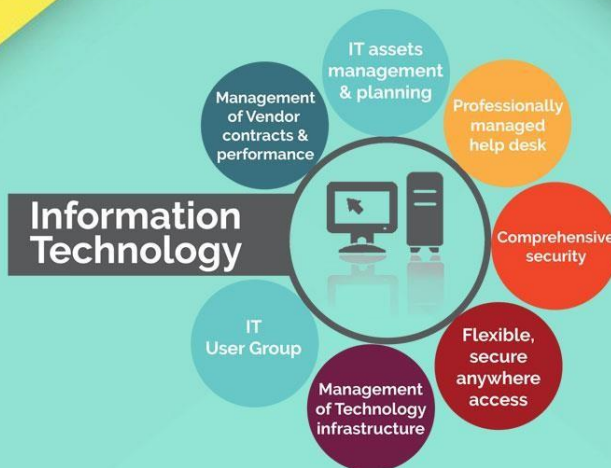 Information
Technology
Management
of Vendor
contracts &
performance
IT assets
management
& planning
Professionally
managed
help desk
Comprehensive
security
Flexible,
secure
anywhere
access
Management
of Technology
infrastructure
IT
User Group